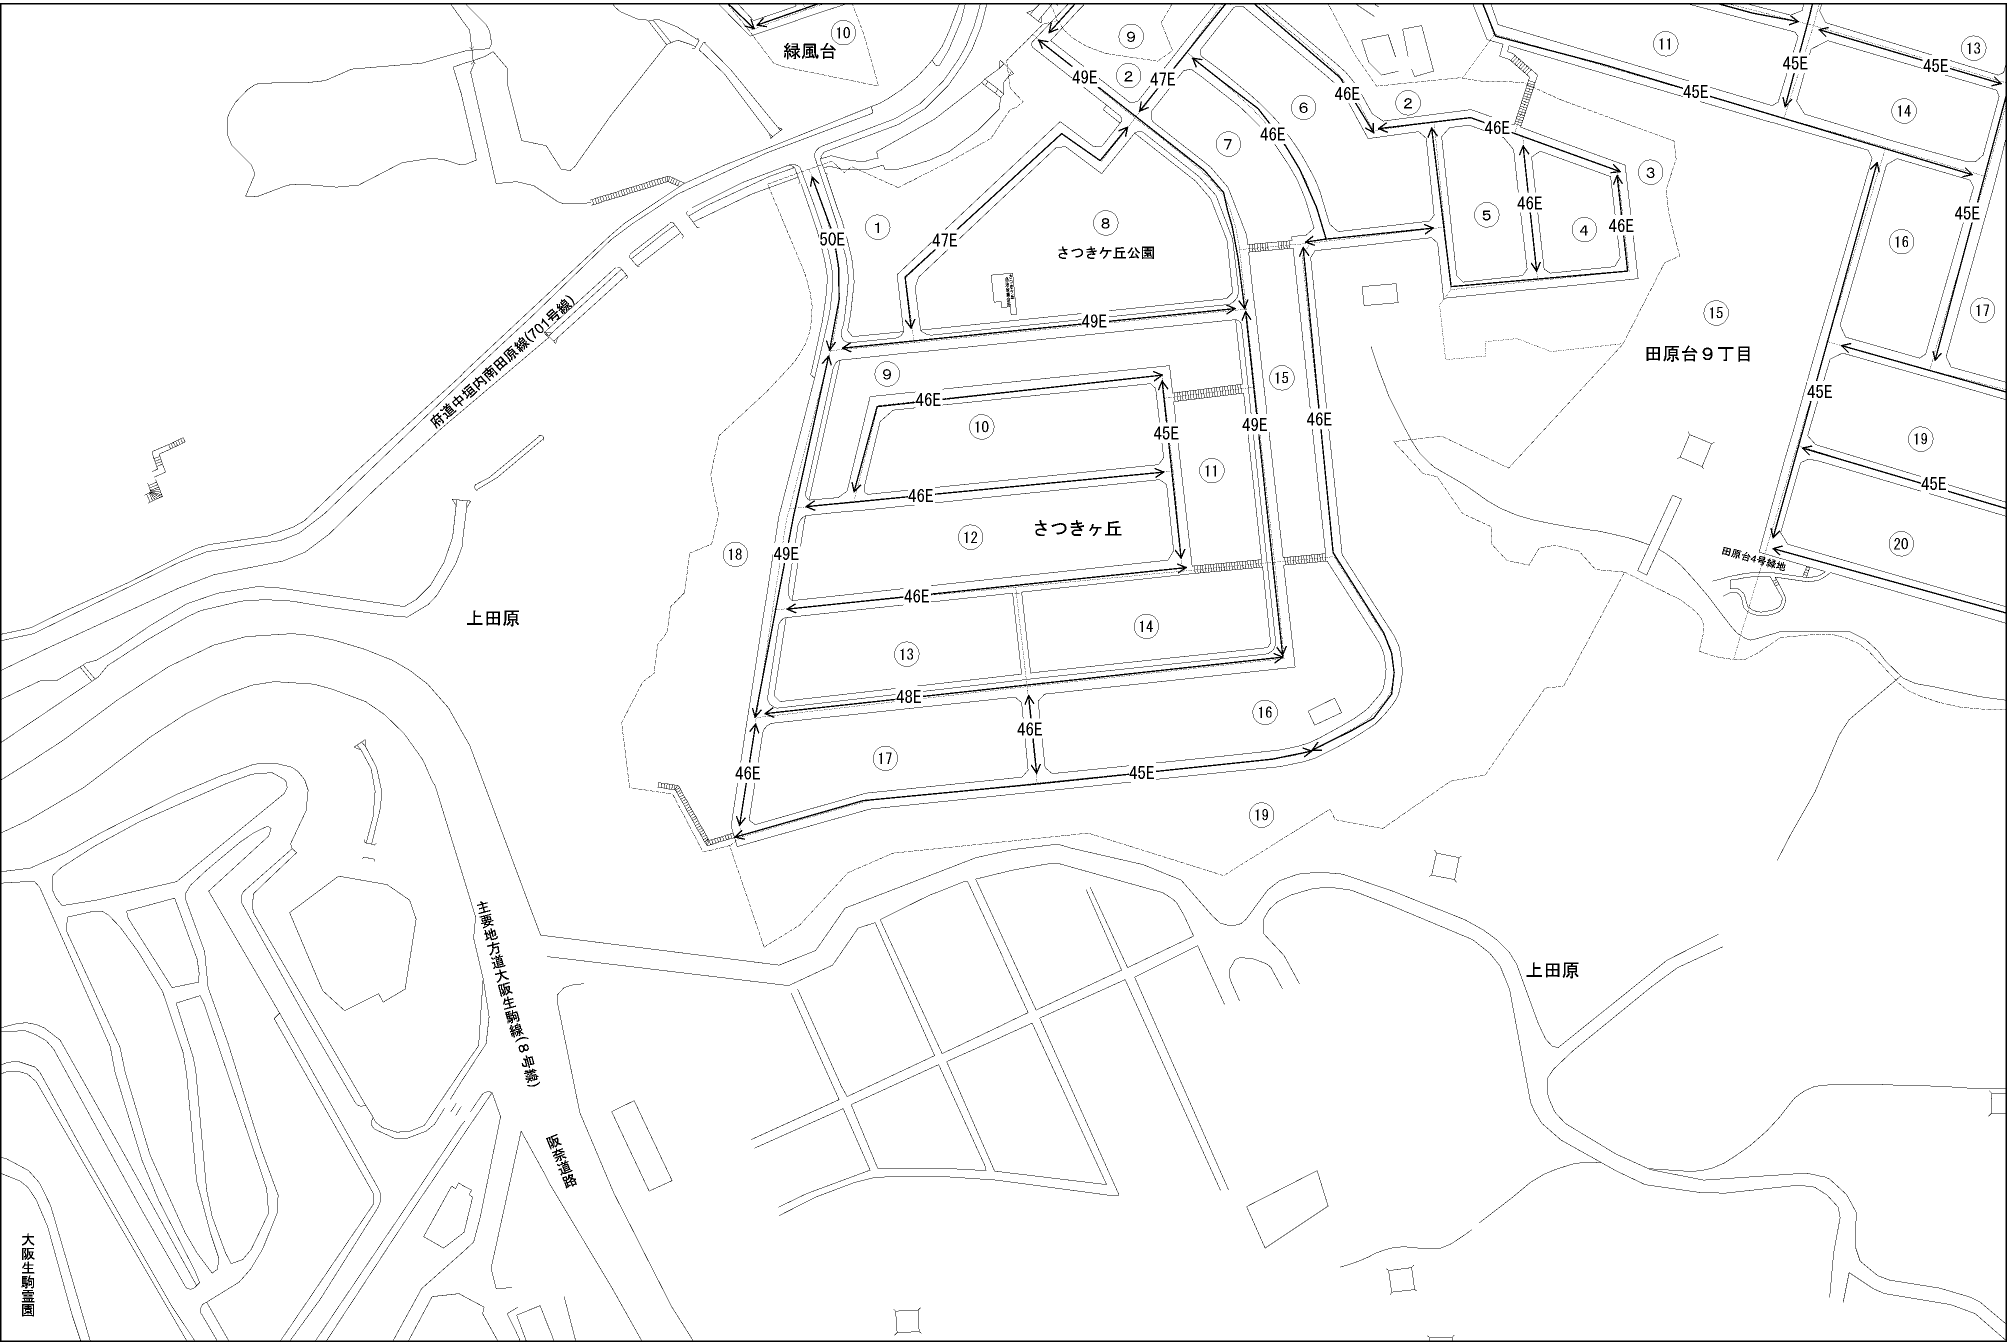 緑風台
⑩
⑨
②
49E
47E
46E
⑥
②
46E
46E
⑦
③
⑪
⑬
45E
45E
45E
⑭
①
50E
47E
⑧
さつきケ丘公園
⑤
46E
④
46E
⑯
45E
⑰
府道中垣内南田原線(701号線)
49E
⑮
田原台9丁目
⑨
46E
⑩
45E
⑮
46E
49E
45E
⑪
⑲
46E
⑫
さつきヶ丘
45E
⑱
49E
46E
⑳
田原台4号緑地
上田原
⑬
⑭
48E
⑯
46E
⑰
46E
45E
⑲
主要地方道大阪生駒線(8号線)
上田原
阪奈道路
大阪生駒霊園